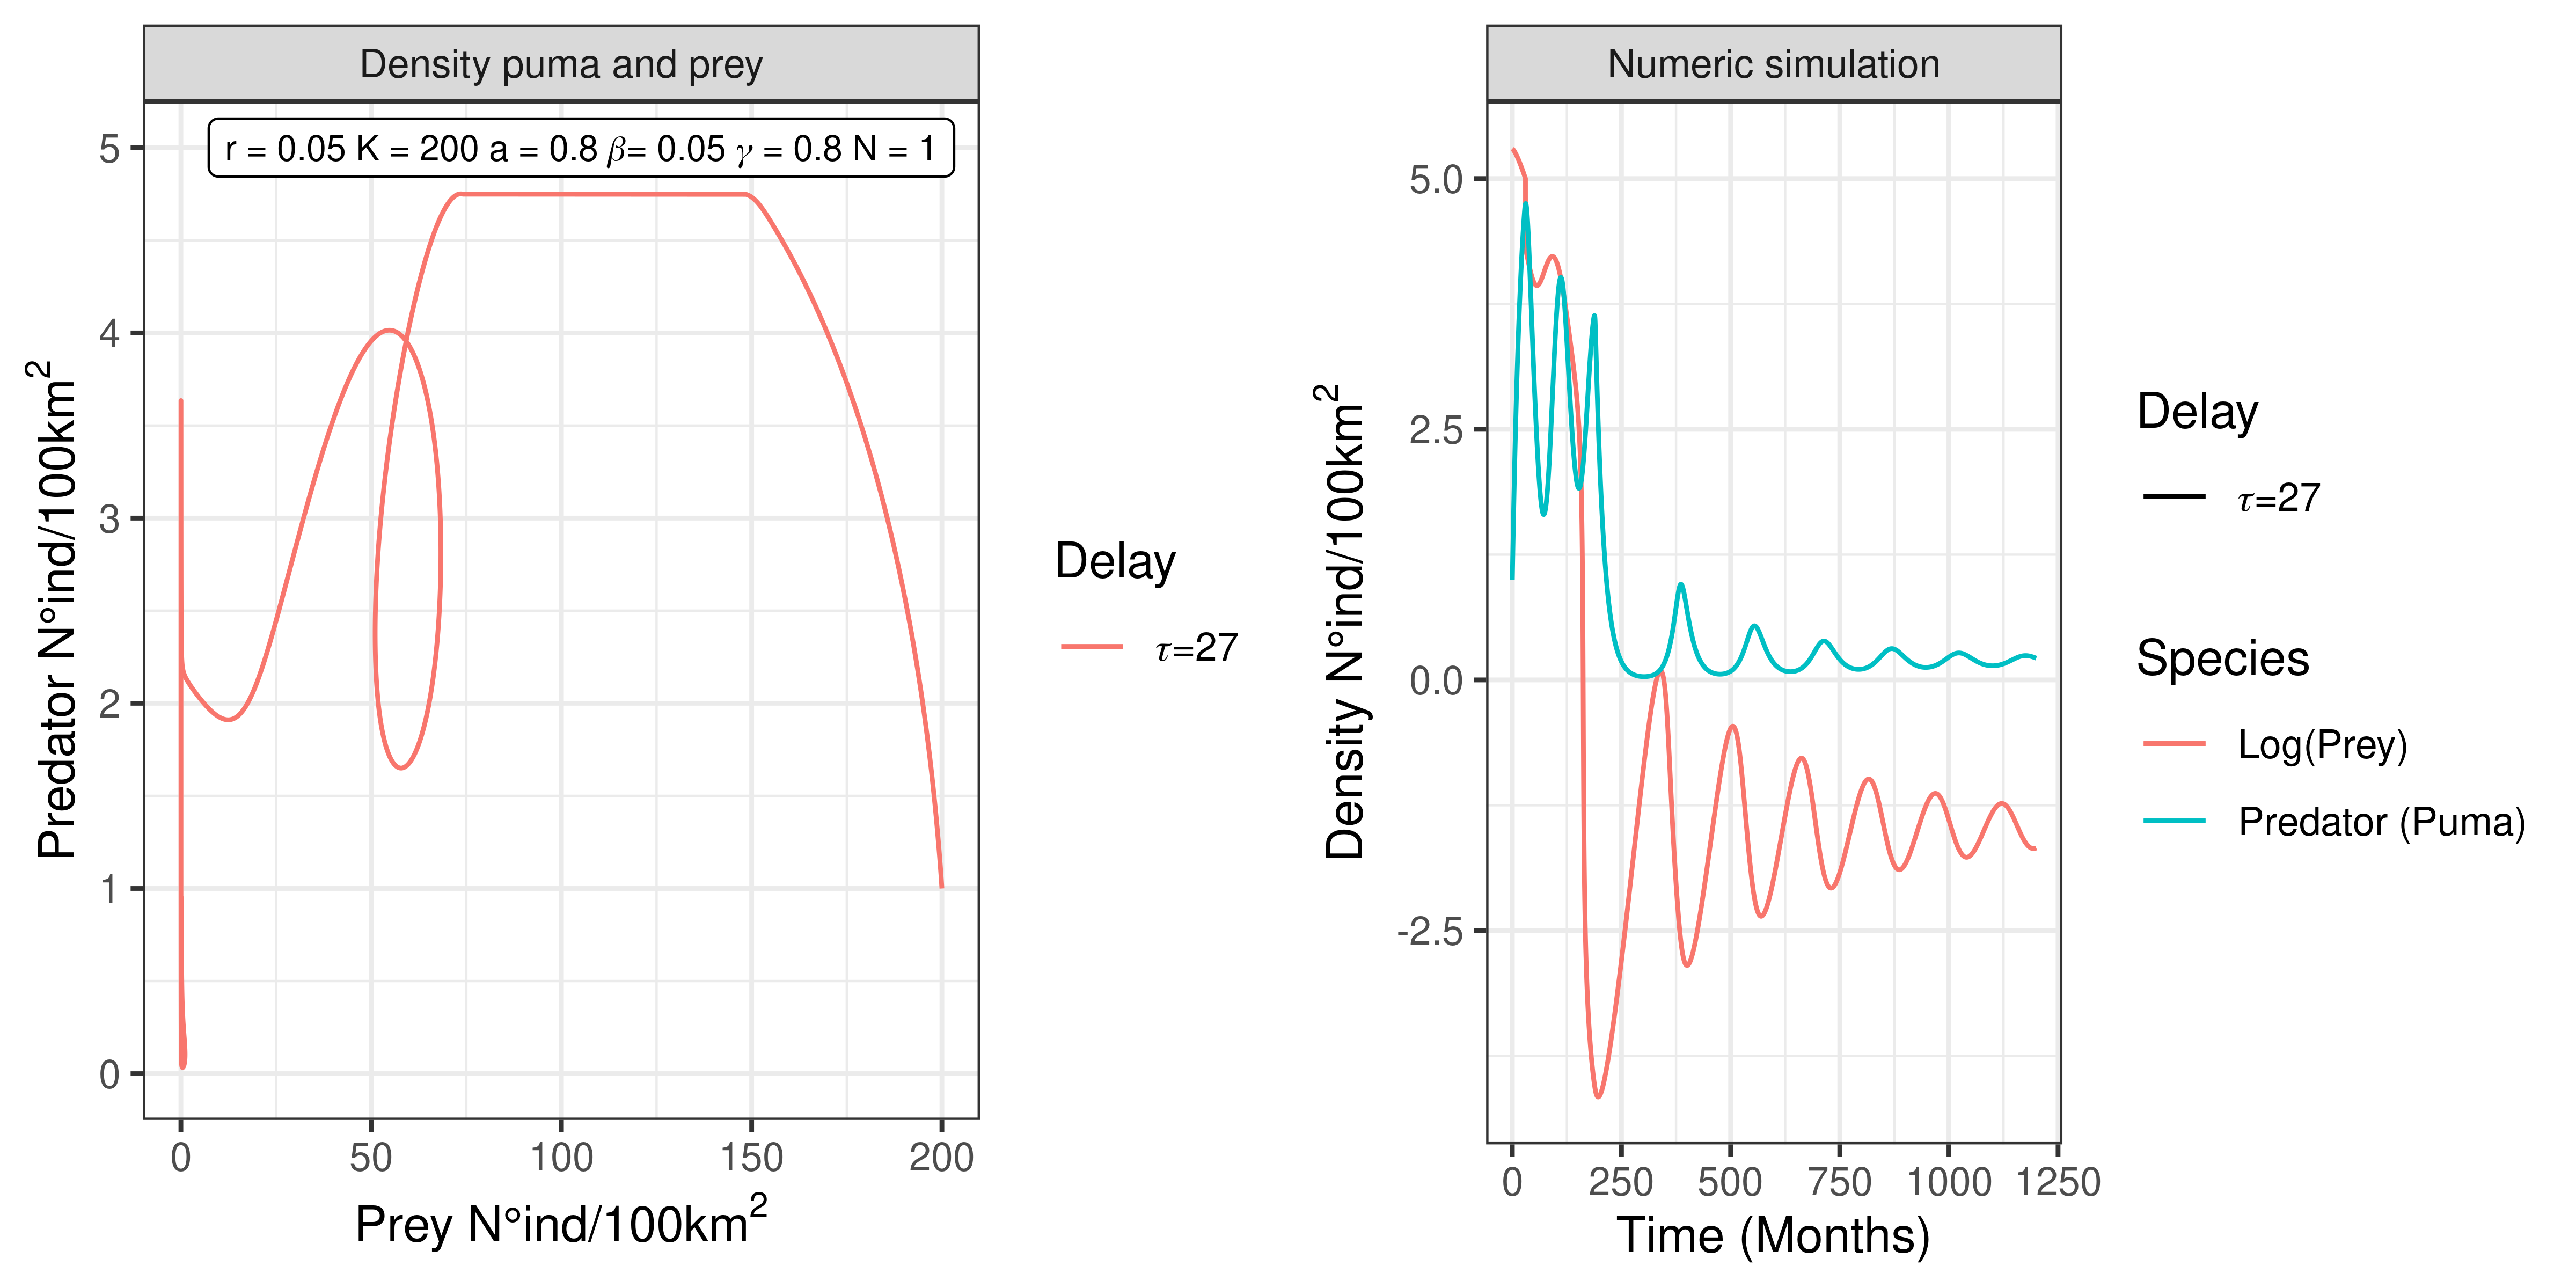 Density puma and prey
r = 0.05 K = 200 a = 0.8 β= 0.05 γ = 0.8 N = 1
5
4
3
2
1
0
Predator N°ind/100km²
0 50 100 150 200
Prey N°ind/100km²
Delay
τ=27
Numeric simulation
5.0
2.5
0.0
-2.5
Density N°ind/100km²
0 250 500 750 1000 1250
Time (Months)
Delay
τ=27
Species
Log(Prey)
Predator (Puma)